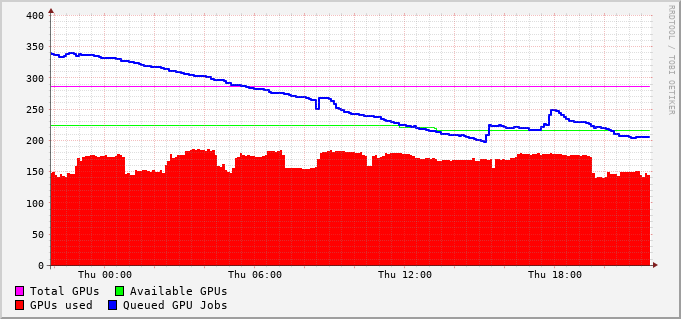 400
350
300
250
200
150
100
50
0
Thu 00:00 Thu 06:00 Thu 12:00 Thu 18:00
Total GPUs Available GPUs
GPUs used Queued GPU Jobs
RRDTOOL / TOBI OETIKER